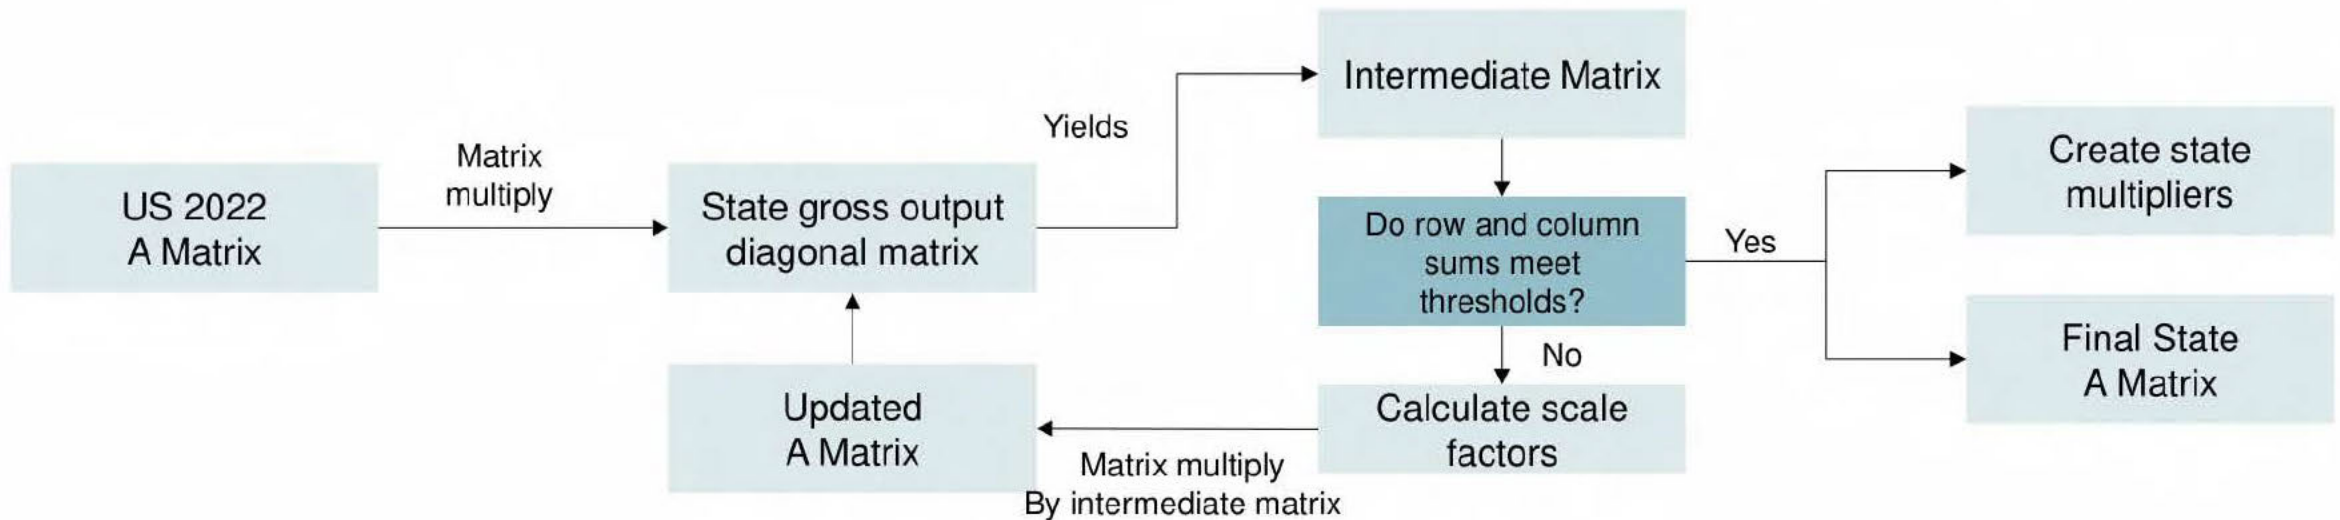 US 2022
A Matrix
Matrix
multiply
State gross output
diagonal matrix
Yields
Intermediate Matrix
Do row and column
sums meet
thresholds?
Yes
Create state
multipliers
Final State
A Matrix
No
Calculate scale
factors
Matrix multiply
By intermediate matrix
Updated
A Matrix